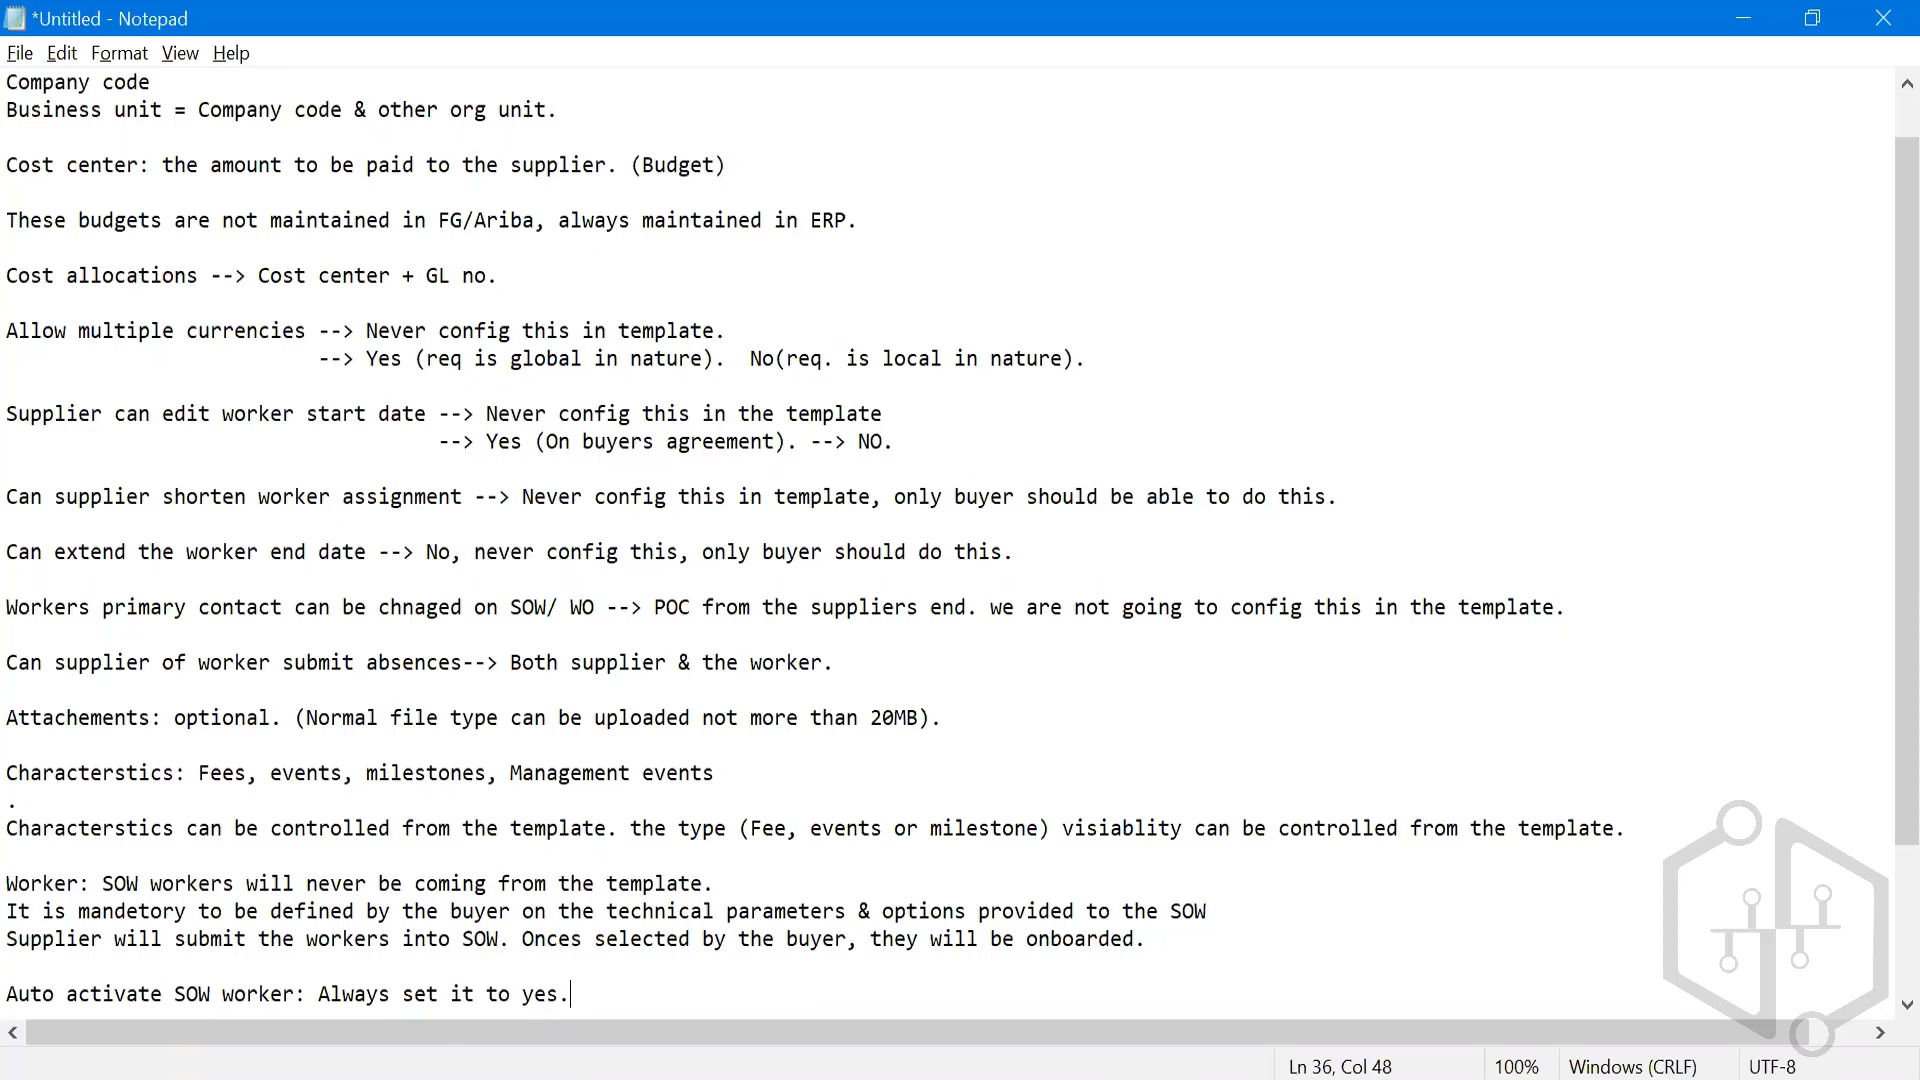 *Untitled - Notepad
File Edit Format View Help
Company code
Business unit = Company code & other org unit.
Cost center: the amount to be paid to the supplier. (Budget)
These budgets are not maintained in FG/Ariba, always maintained in ERP.
Cost allocations --> Cost center + GL no.
Allow multiple currencies --> Never config this in template.
--> Yes (req is global in nature).  No(req. is local in nature).
Supplier can edit worker start date --> Never config this in the template
--> Yes (On buyers agreement). --> NO.
Can supplier shorten worker assignment --> Never config this in template, only buyer should be able to do this.
Can extend the worker end date --> No, never config this, only buyer should do this.
Workers primary contact can be chnaged on SOW/ WO --> POC from the suppliers end. we are not going to config this in the template.
Can supplier of worker submit absences--> Both supplier & the worker.
Attachements: optional. (Normal file type can be uploaded not more than 20MB).
Characterstics: Fees, events, milestones, Management events
.
Characterstics can be controlled from the template. the type (Fee, events or milestone) visiablity can be controlled from the template.
Worker: SOW workers will never be coming from the template.
It is mandetory to be defined by the buyer on the technical parameters & options provided to the SOW
Supplier will submit the workers into SOW. Onces selected by the buyer, they will be onboarded.
Auto activate SOW worker: Always set it to yes.
Ln 36, Col 48 100% Windows (CRLF) UTF-8